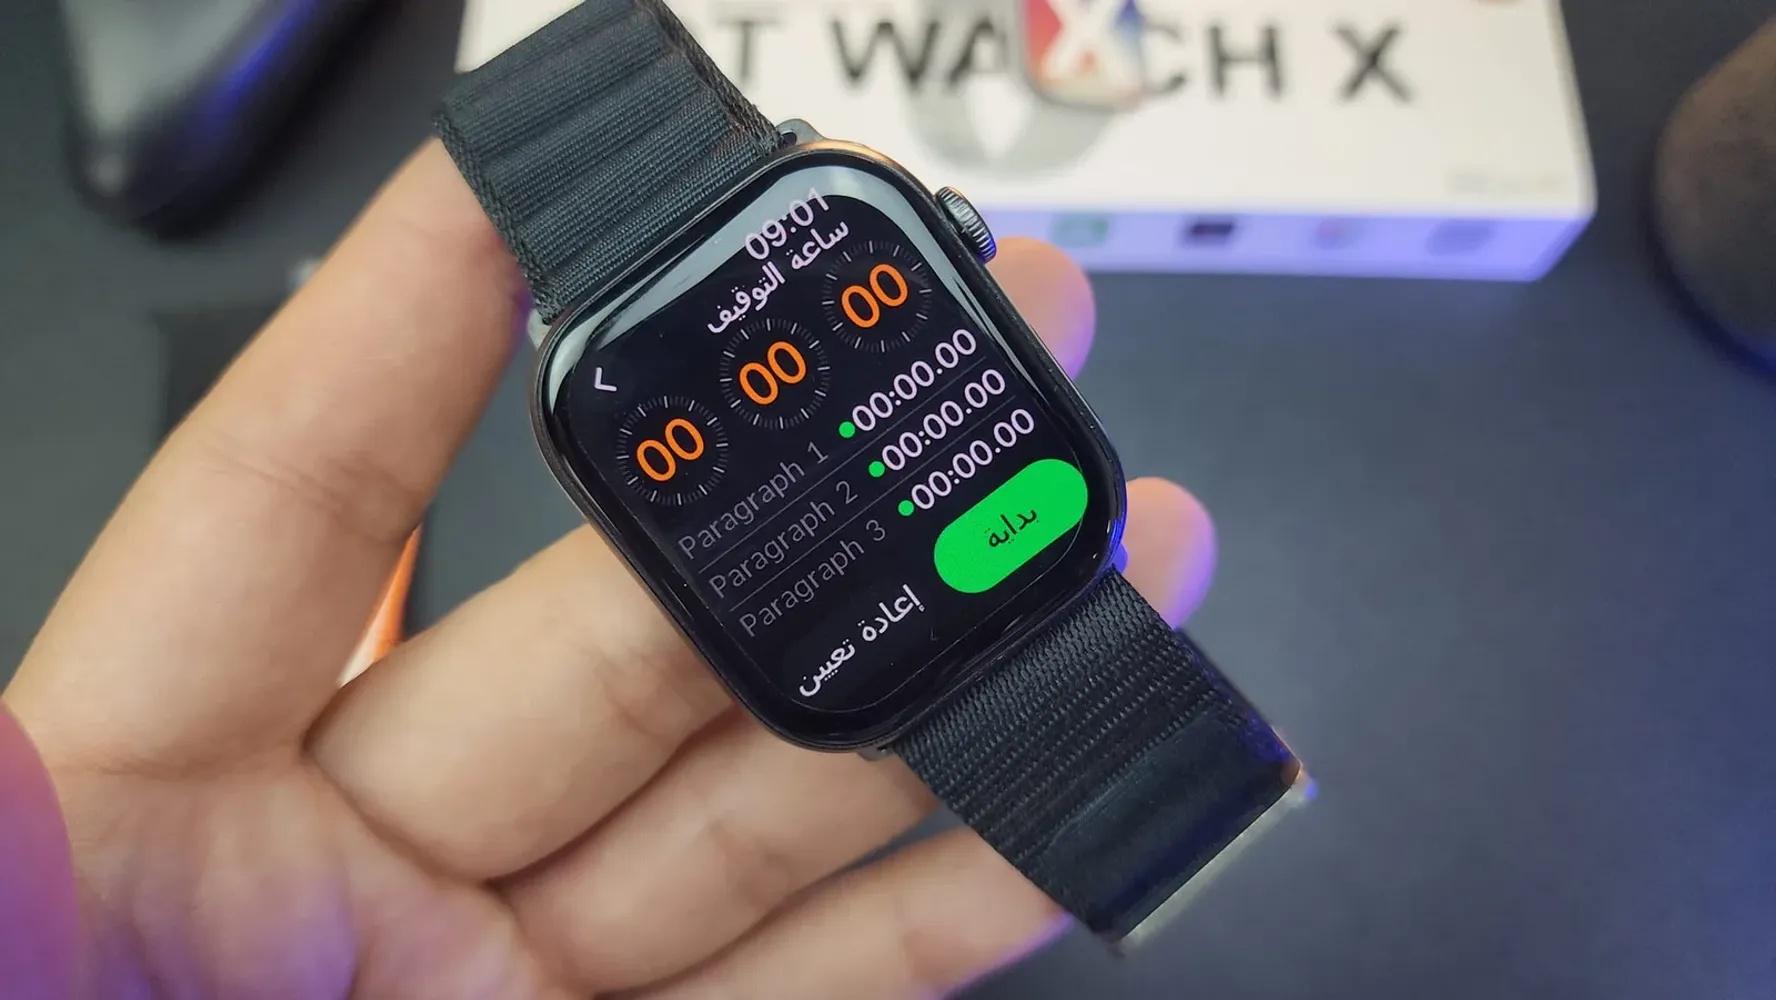 T WATCH X
09:01
ساعة التوقيف
00 00 00
Paragraph 1 00:00.00
Paragraph 2 00:00.00
Paragraph 3 00:00.00
إعادة تعيين
بداية